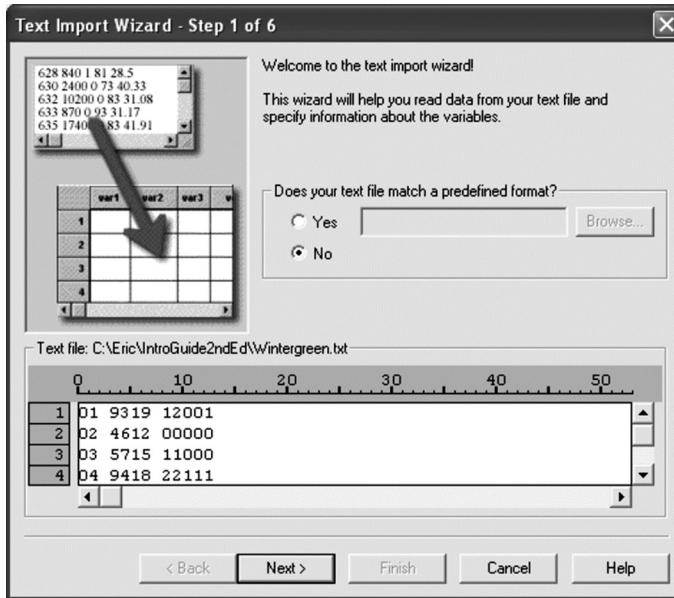 Text Import Wizard - Step 1 of 6
628 840 1 81 28.5
630 2400 0 73 40.33
632 10200 0 83 31.08
633 870 0 93 31.17
635 1740 83 41.91
var1 var2 var3 v
1
2
3
4
Welcome to the text import wizard!
This wizard will help you read data from your text file and
specify information about the variables.
Does your text file match a predefined format?
Yes
Browse...
No
Text file: C:\Eric\IntroGuide2ndEd\Wintergreen.txt
0 10 20 30 40 50
1 01 9319 12001
2 02 4612 00000
3 03 5715 11000
4 04 9418 22111
< Back Next > Finish Cancel Help